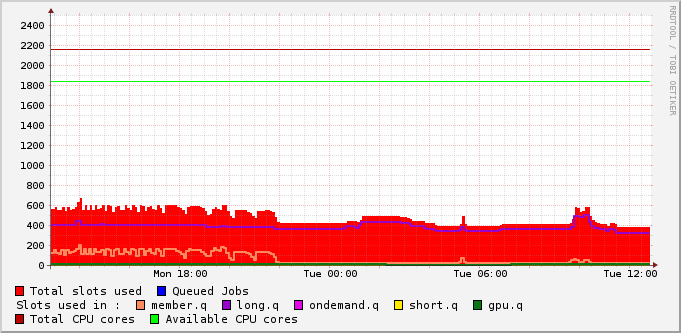 RRDTOOL / TOBI OETIKER
2400
2200
2000
1800
1600
1400
1200
1000
800
600
400
200
0
Mon 18:00 Tue 00:00 Tue 06:00 Tue 12:00
Total slots used Queued Jobs
Slots used in : member.q long.q ondemand.q short.q gpu.q
Total CPU cores Available CPU cores